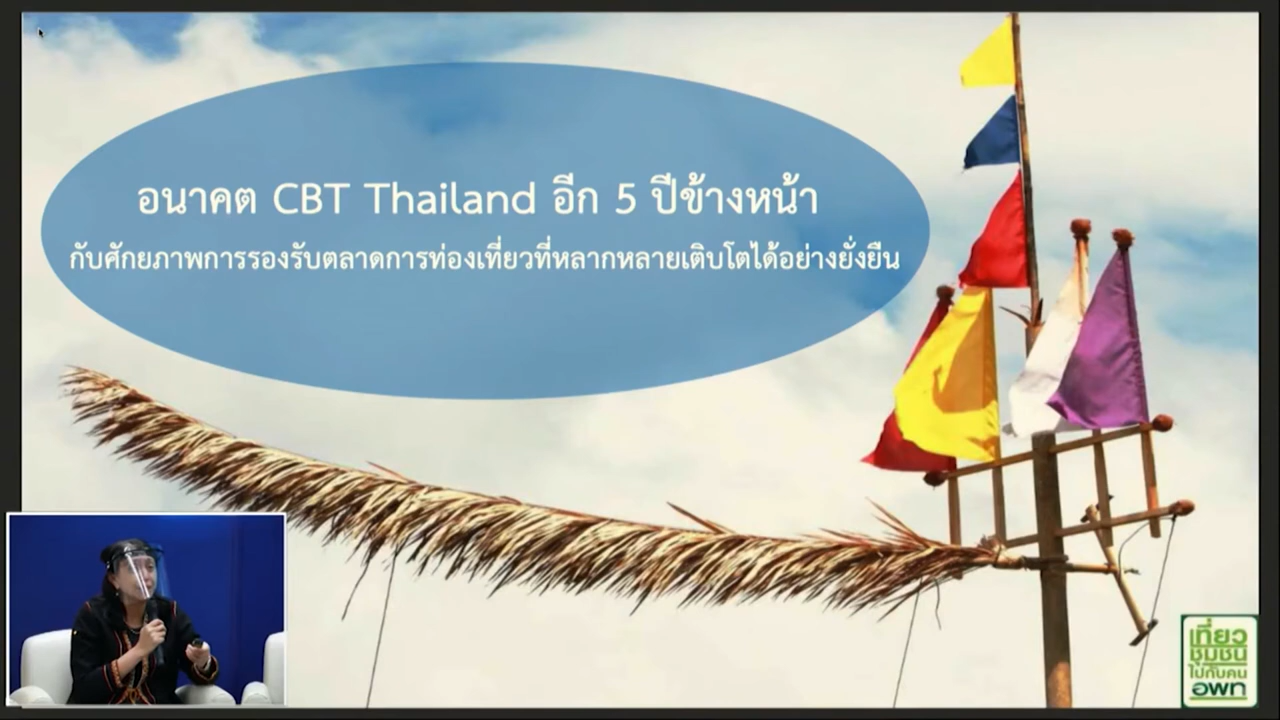 อนาคต CBT Thailand อีก 5 ปีข้างหน้า
กับศักยภาพการรองรับตลาดการท่องเที่ยวที่หลากหลายเติบโตได้อย่างยั่งยืน
เที่ยว
ชุมชน
ไปกับคน
อพท